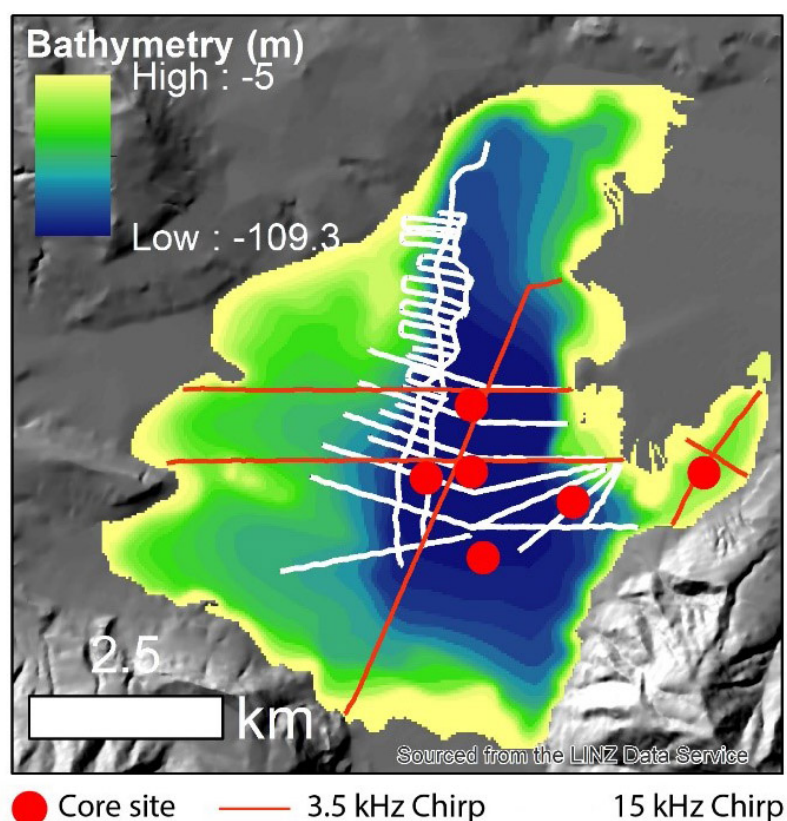 Bathymetry (m)
High : -5
Low : -109.3
2.5
km
Sourced from the LINZ Data Service
Core site 3.5 kHz Chirp 15 kHz Chirp